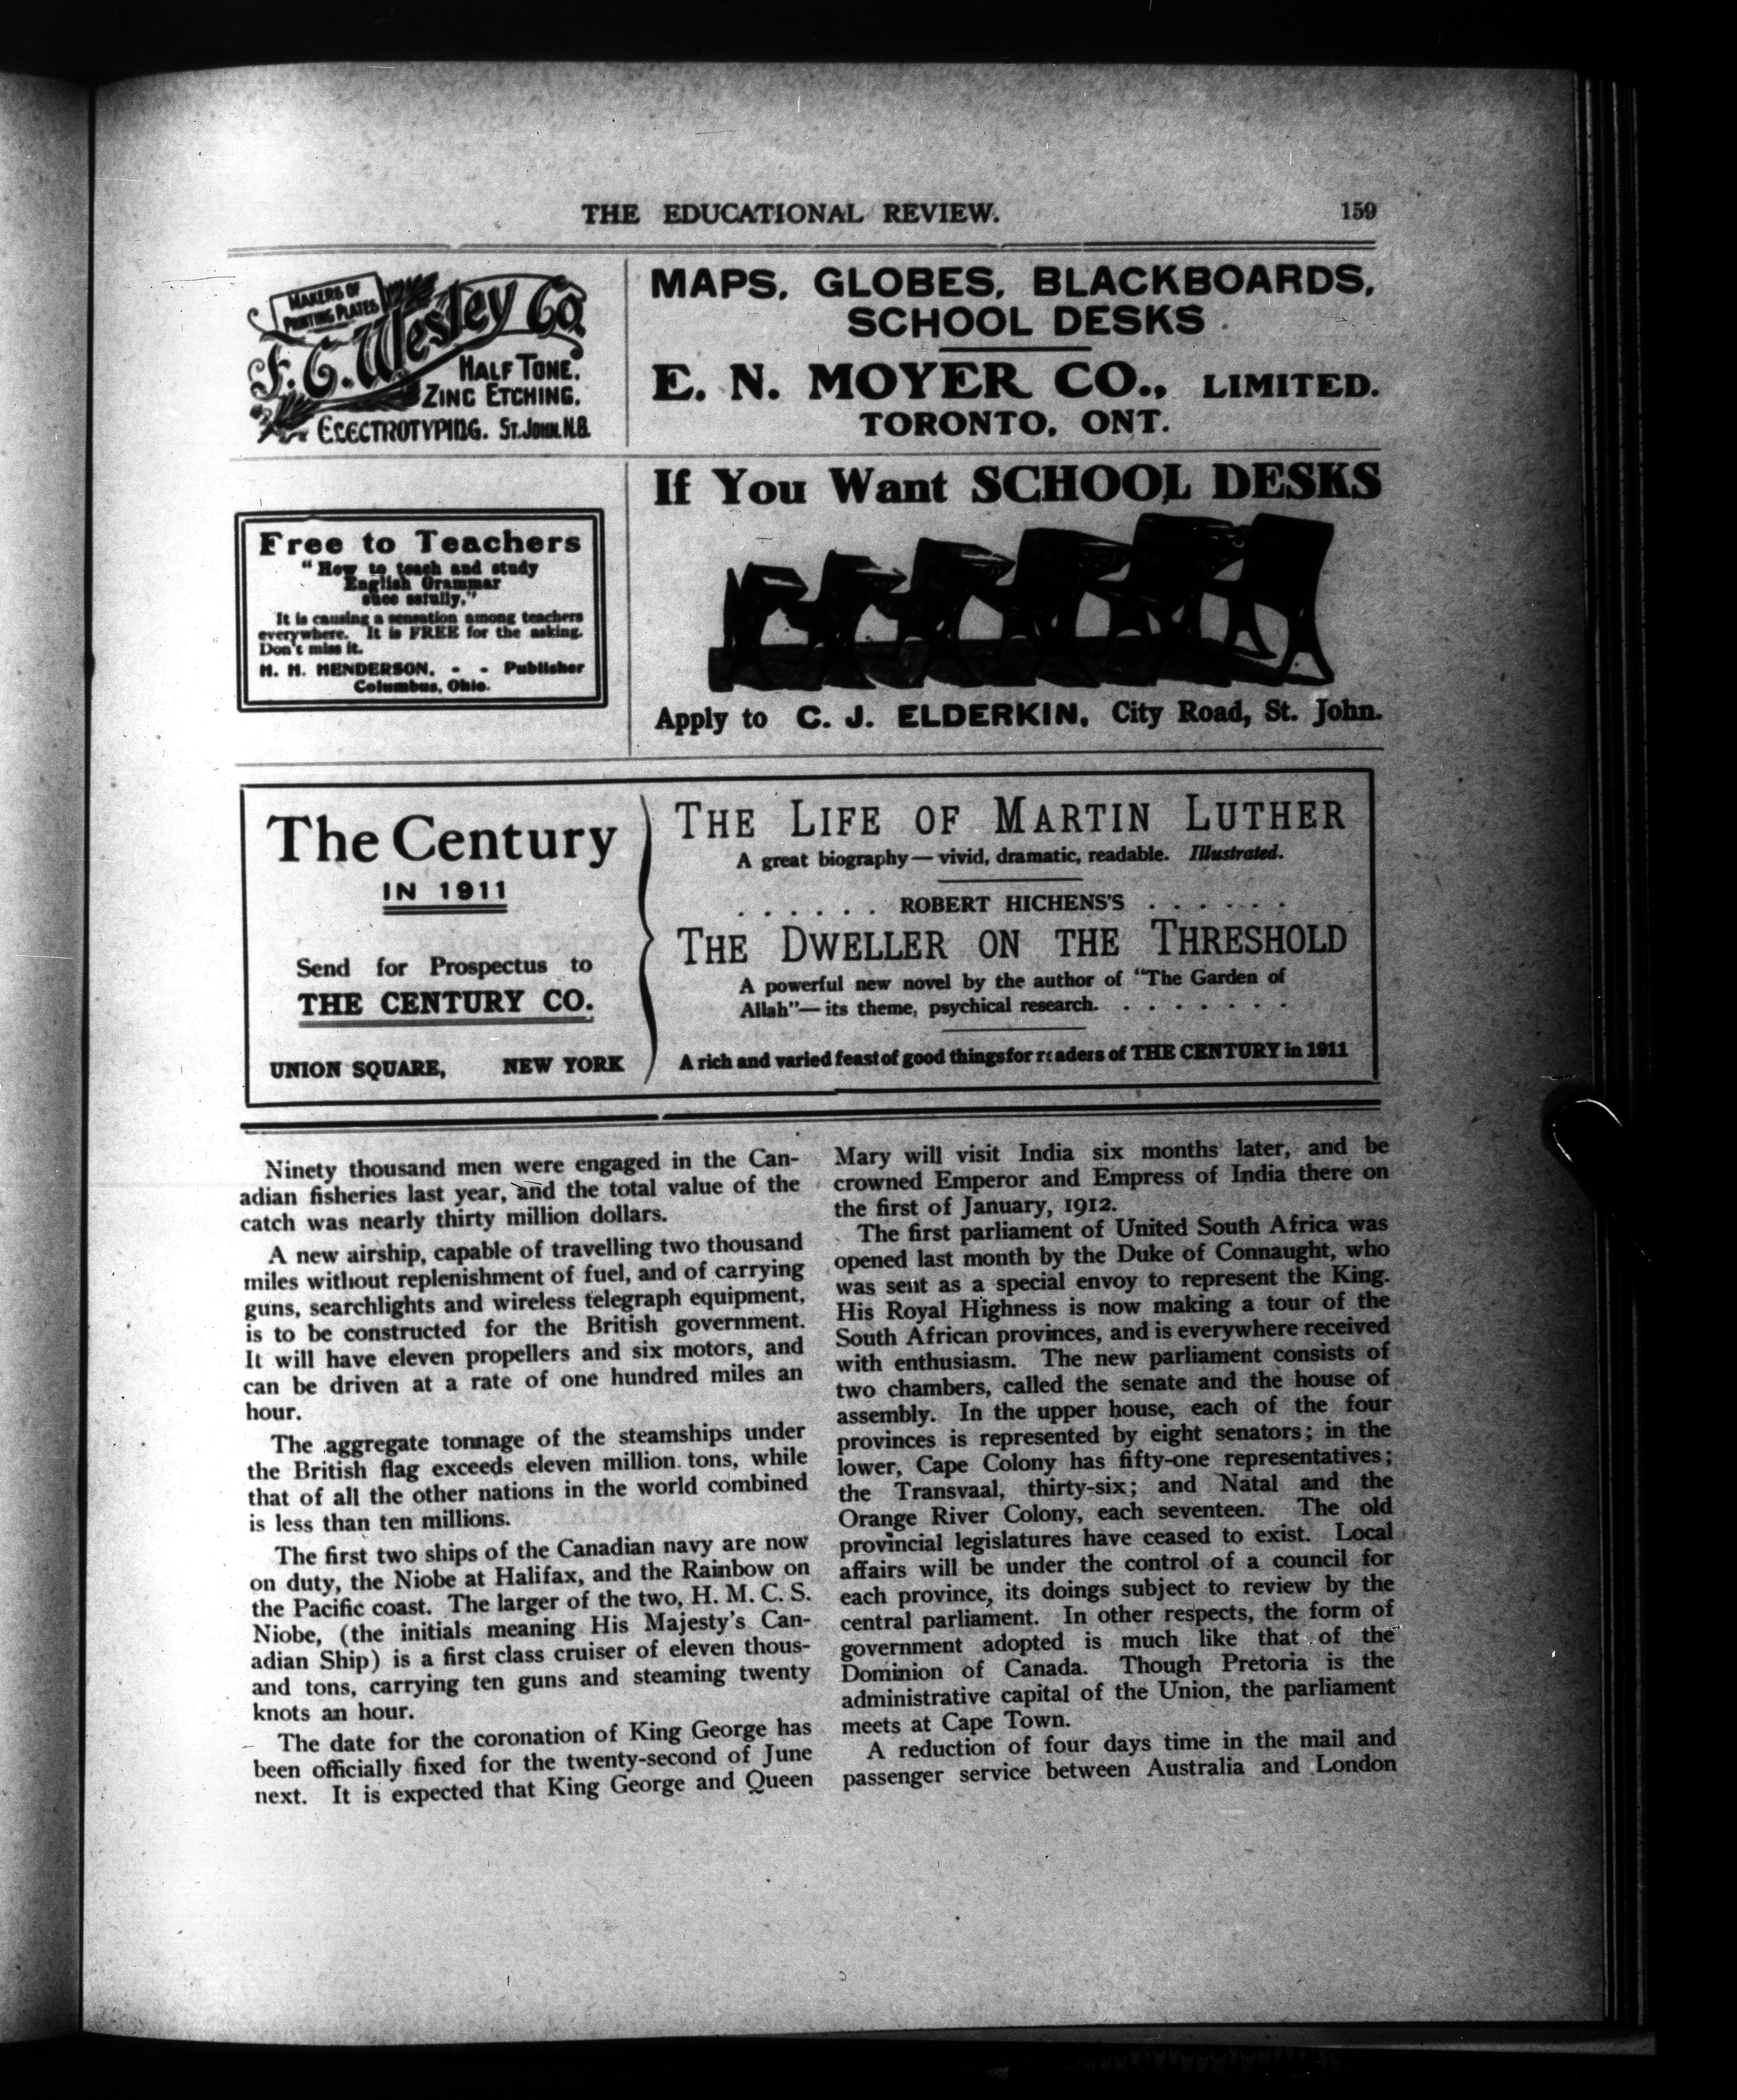 THE EDUCATIONAL REVIEW.
159
MAKERS OF
PRINTING PLATES
F. C. Wesley Co
HALF TONE.
ZINC ETCHING.
ELECTROTYPING. ST. JOHN. N.B.
MAPS, GLOBES, BLACKBOARDS,
SCHOOL DESKS
E. N. MOYER CO., LIMITED.
TORONTO, ONT.
Free to Teachers
"How to teach and study
English Grammar
succ ssfully,"
It is causing a sensation among teachers
everywhere. It is FREE for the asking.
Don't miss it.
H. H. HENDERSON, - - Publisher
Columbus, Ohio.
If You Want SCHOOL DESKS
Apply to C. J. ELDERKIN, City Road, St. John.
The Century
IN 1911
Send for Prospectus to
THE CENTURY CO.
UNION SQUARE, NEW YORK
THE LIFE OF MARTIN LUTHER
A great biography — vivid, dramatic, readable. Illustrated.
. . . . . . ROBERT HICHENS'S . . . . . .
THE DWELLER ON THE THRESHOLD
A powerful new novel by the author of "The Garden of
Allah" — its theme, psychical research. . . . . . . .
A rich and varied feast of good things for readers of THE CENTURY in 1911
Ninety thousand men were engaged in the Can-
adian fisheries last year, and the total value of the
catch was nearly thirty million dollars.
A new airship, capable of travelling two thousand
miles without replenishment of fuel, and of carrying
guns, searchlights and wireless telegraph equipment,
is to be constructed for the British government.
It will have eleven propellers and six motors, and
can be driven at a rate of one hundred miles an
hour.
The aggregate tonnage of the steamships under
the British flag exceeds eleven million tons, while
that of all the other nations in the world combined
is less than ten millions.
The first two ships of the Canadian navy are now
on duty, the Niobe at Halifax, and the Rainbow on
the Pacific coast. The larger of the two, H. M. C. S.
Niobe, (the initials meaning His Majesty's Can-
adian Ship) is a first class cruiser of eleven thous-
and tons, carrying ten guns and steaming twenty
knots an hour.
The date for the coronation of King George has
been officially fixed for the twenty-second of June
next. It is expected that King George and Queen
Mary will visit India six months later, and be
crowned Emperor and Empress of India there on
the first of January, 1912.
The first parliament of United South Africa was
opened last month by the Duke of Connaught, who
was sent as a special envoy to represent the King.
His Royal Highness is now making a tour of the
South African provinces, and is everywhere received
with enthusiasm. The new parliament consists of
two chambers, called the senate and the house of
assembly. In the upper house, each of the four
provinces is represented by eight senators; in the
lower, Cape Colony has fifty-one representatives;
the Transvaal, thirty-six; and Natal and the
Orange River Colony, each seventeen. The old
provincial legislatures have ceased to exist. Local
affairs will be under the control of a council for
each province, its doings subject to review by the
central parliament. In other respects, the form of
government adopted is much like that of the
Dominion of Canada. Though Pretoria is the
administrative capital of the Union, the parliament
meets at Cape Town.
A reduction of four days time in the mail and
passenger service between Australia and London